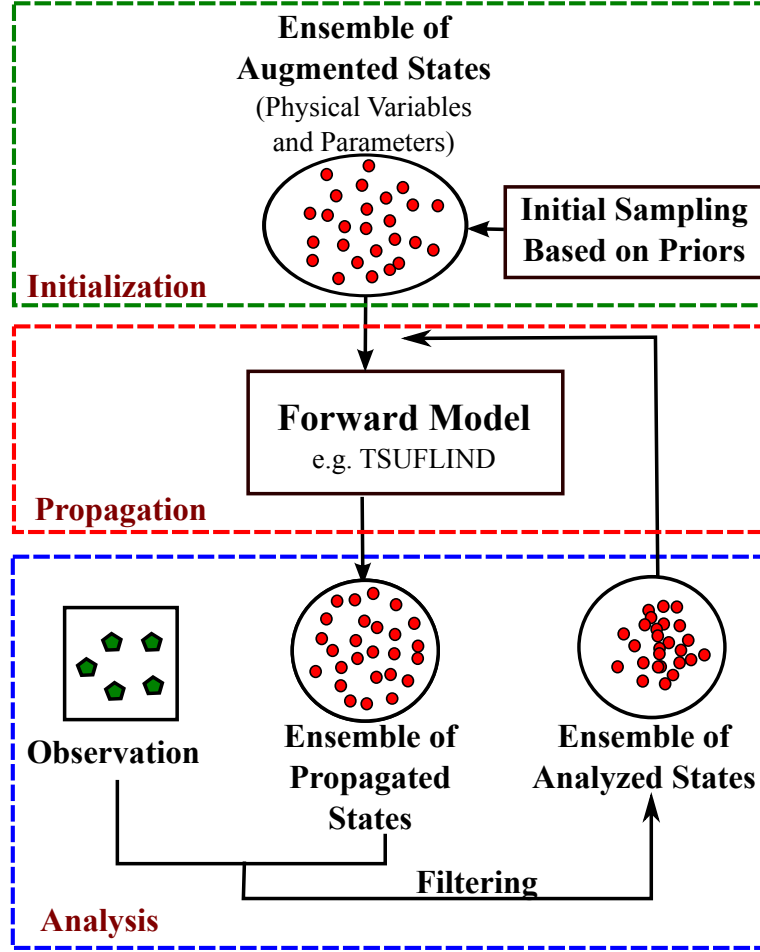 Ensemble of
Augmented States
(Physical Variables
and Parameters)
Initial Sampling
Based on Priors
Initialization
Forward Model
e.g. TSUFLIND
Propagation
Observation
Ensemble of
Propagated
States
Ensemble of
Analyzed States
Filtering
Analysis